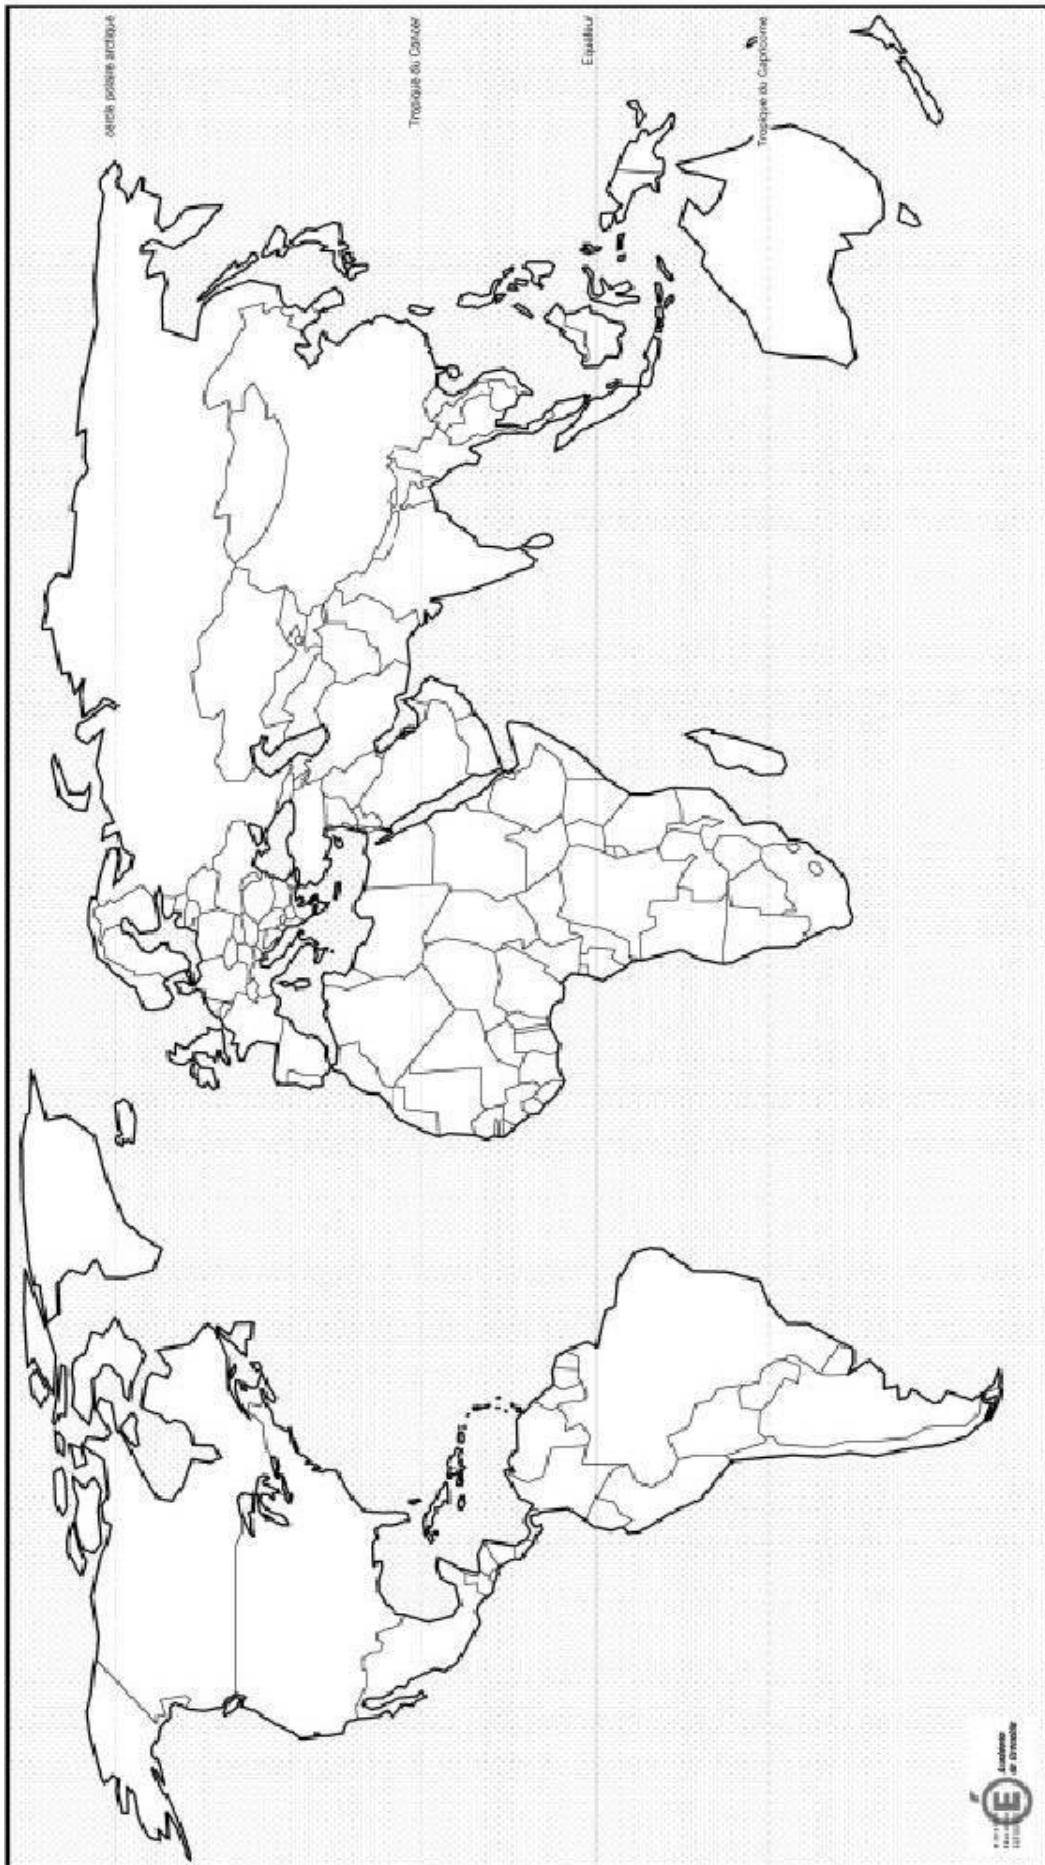 cercle polaire arctique
Tropique du Cancer
Equateur
Tropique du Capricorne
É
Académie
de Grenoble